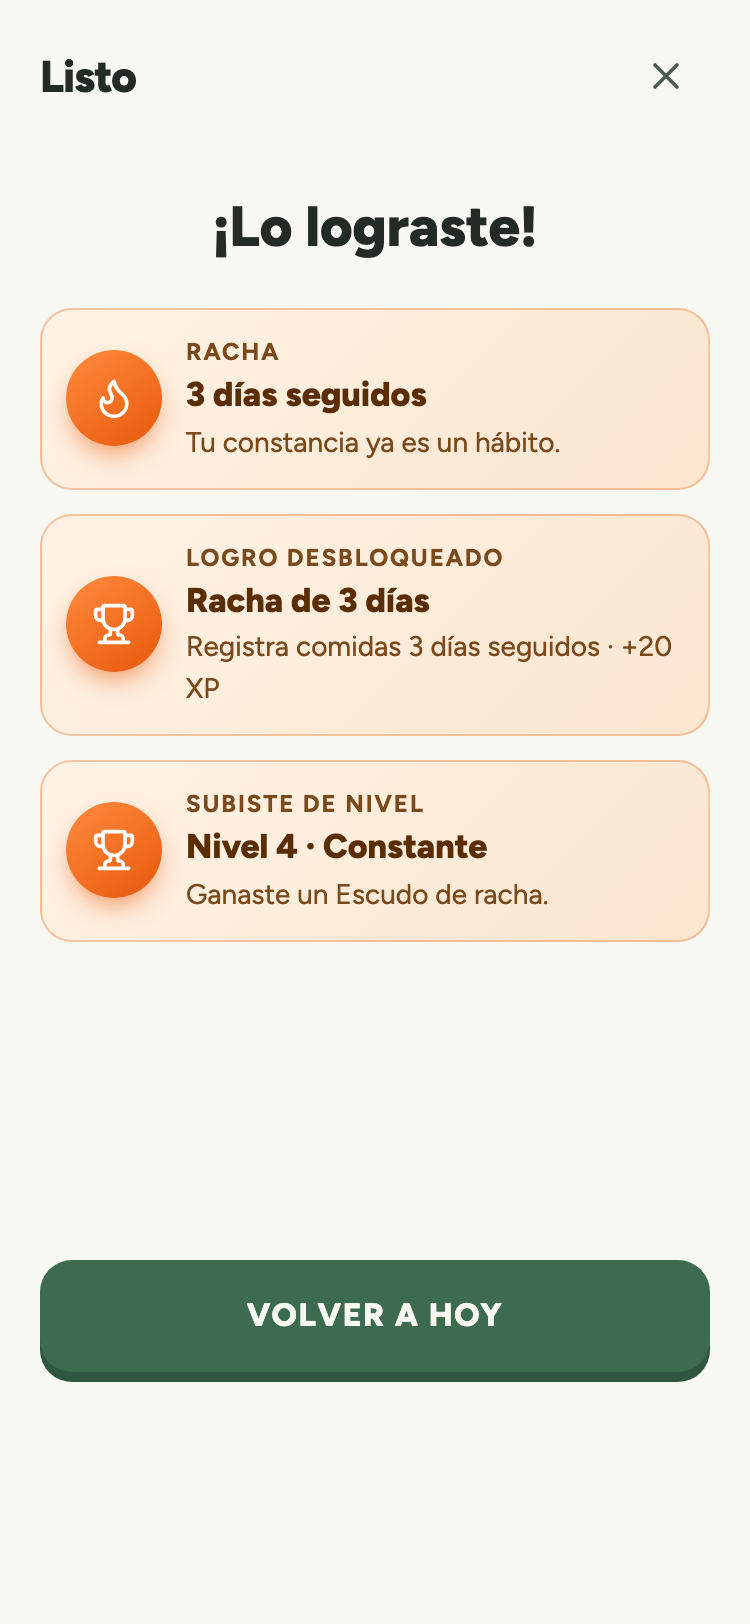 Listo
¡Lo lograste!
RACHA
3 días seguidos
Tu constancia ya es un hábito.
LOGRO DESBLOQUEADO
Racha de 3 días
Registra comidas 3 días seguidos · +20
XP
SUBISTE DE NIVEL
Nivel 4 · Constante
Ganaste un Escudo de racha.
VOLVER A HOY